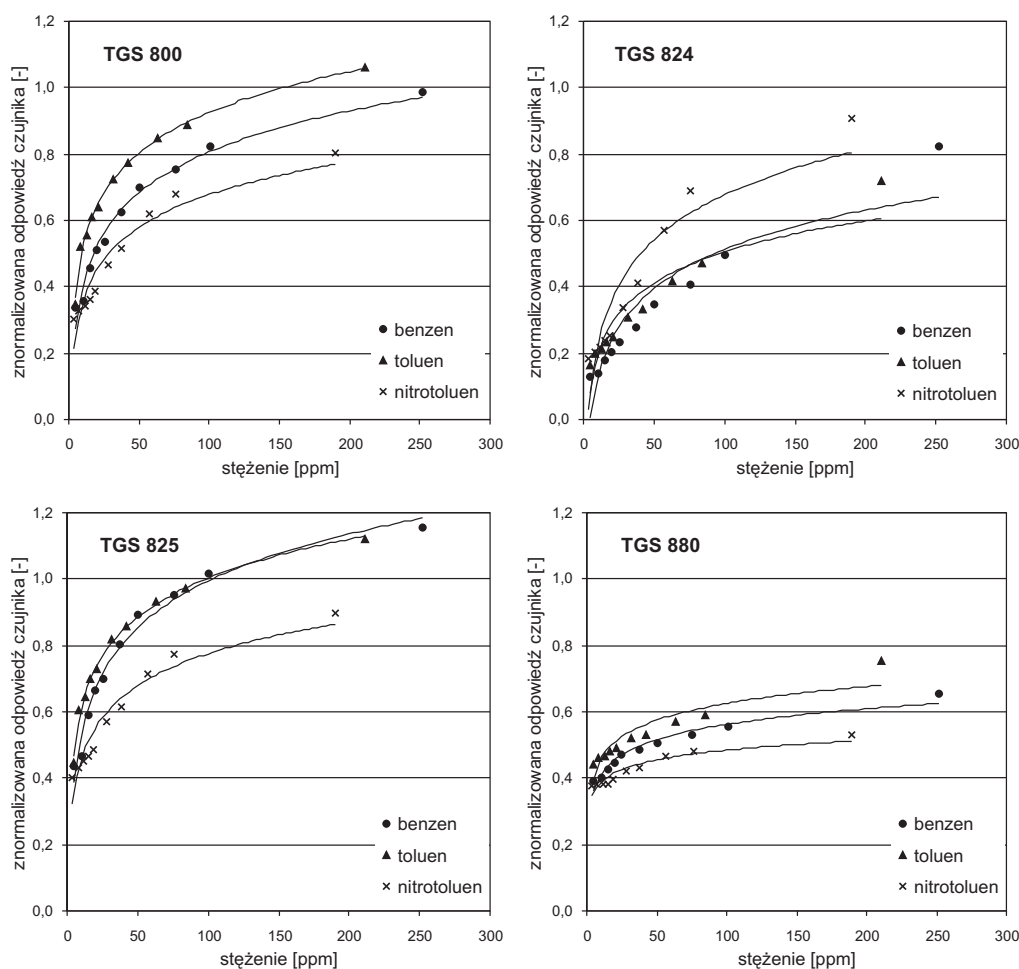 znormalizowana odpowiedź czujnika [-]
1,2
1,0
0,8
0,6
0,4
0,2
0,0
TGS 800
benzen
toluen
nitrotoluen
0 50 100 150 200 250 300
stężenie [ppm]
znormalizowana odpowiedź czujnika [-]
1,2
1,0
0,8
0,6
0,4
0,2
0,0
TGS 824
benzen
toluen
nitrotoluen
0 50 100 150 200 250 300
stężenie [ppm]
znormalizowana odpowiedź czujnika [-]
1,2
1,0
0,8
0,6
0,4
0,2
0,0
TGS 825
benzen
toluen
nitrotoluen
0 50 100 150 200 250 300
stężenie [ppm]
znormalizowana odpowiedź czujnika [-]
1,2
1,0
0,8
0,6
0,4
0,2
0,0
TGS 880
benzen
toluen
nitrotoluen
0 50 100 150 200 250 300
stężenie [ppm]